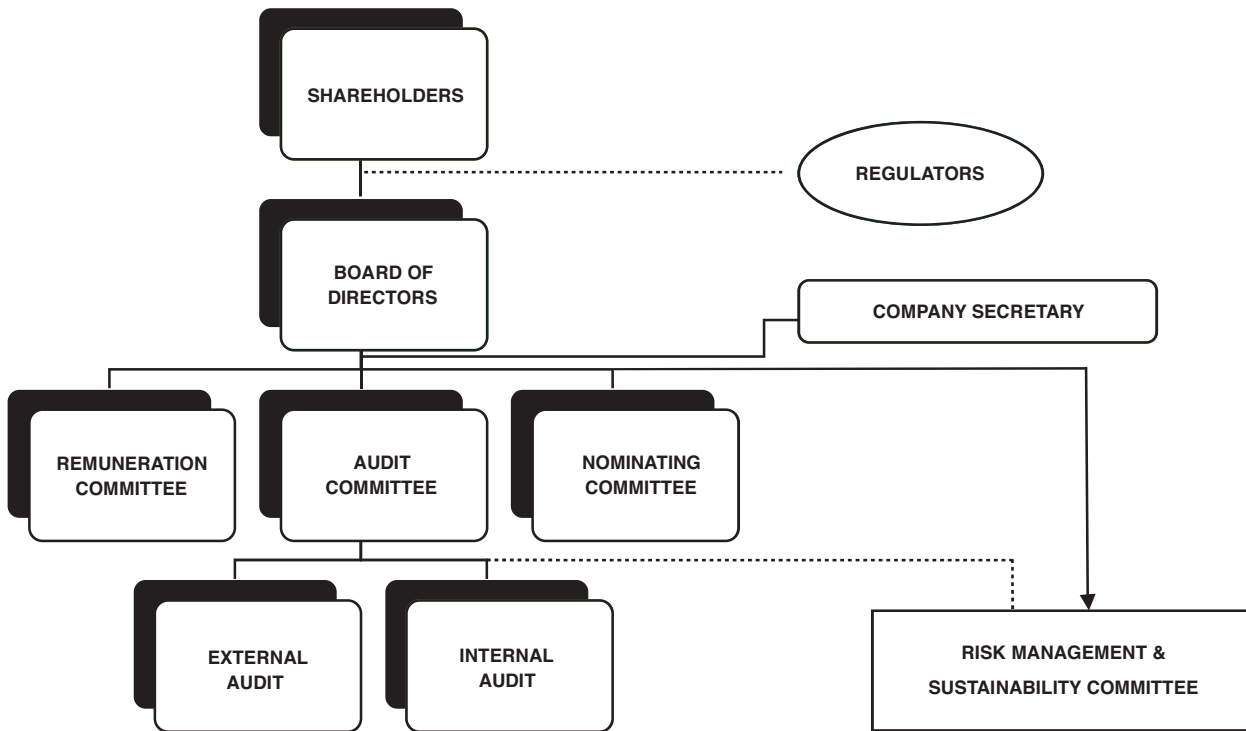 SHAREHOLDERS
REGULATORS
BOARD OF
DIRECTORS
COMPANY SECRETARY
REMUNERATION
COMMITTEE
AUDIT
COMMITTEE
NOMINATING
COMMITTEE
EXTERNAL
AUDIT
INTERNAL
AUDIT
RISK MANAGEMENT &
SUSTAINABILITY COMMITTEE